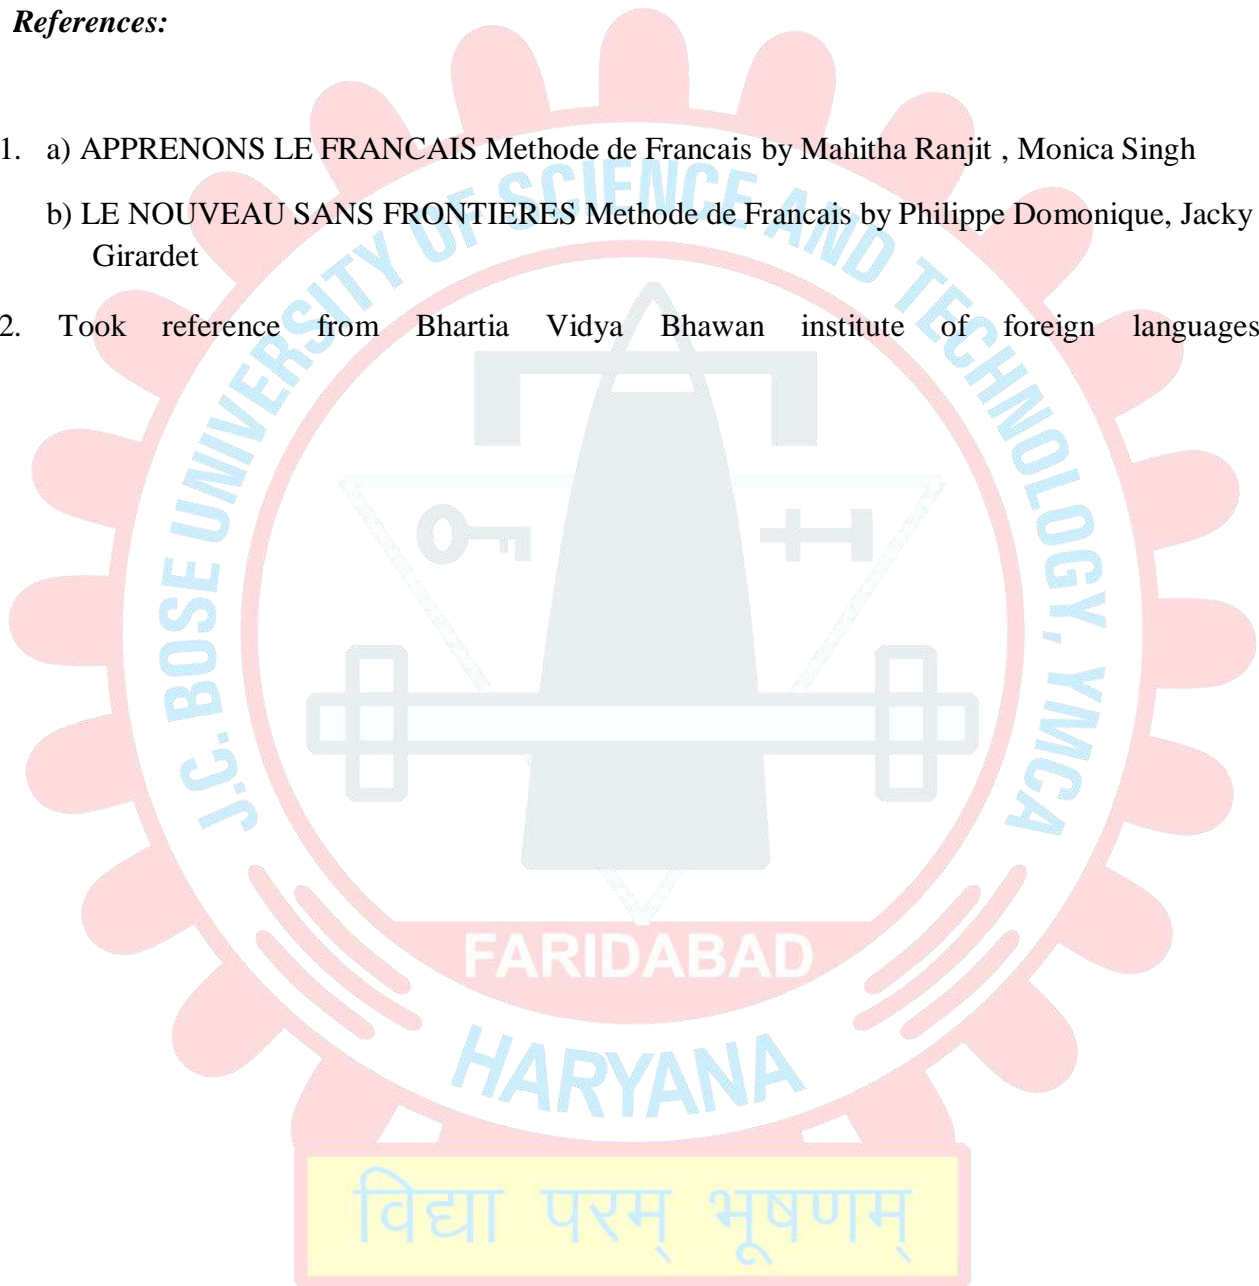 References:
1. a) APPRENONS LE FRANCAIS Methode de Francais by Mahitha Ranjit , Monica Singh
b) LE NOUVEAU SANS FRONTIERES Methode de Francais by Philippe Domonique, Jacky
Girardet
2. Took reference from Bhartia Vidya Bhawan institute of foreign languages
J.C. BOSE UNIVERSITY OF SCIENCE AND TECHNOLOGY, YMCA
FARIDABAD
HARYANA
विद्या परम् भूषणम्